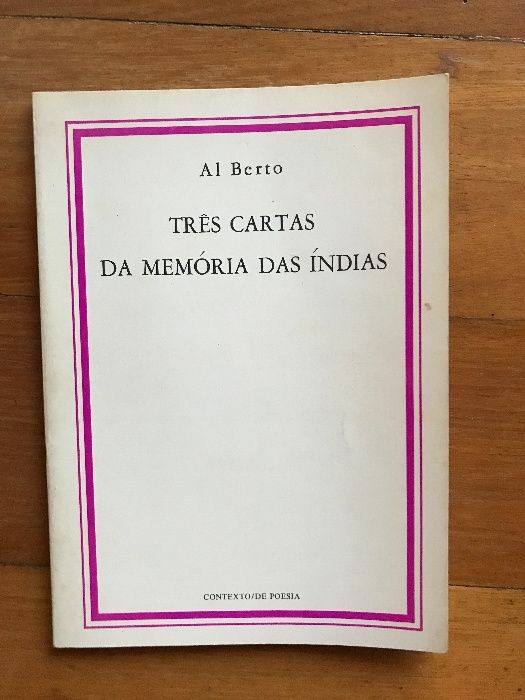 Al Berto
TRÊS CARTAS
DA MEMÓRIA DAS ÍNDIAS
CONTEXTO/DE POESIA